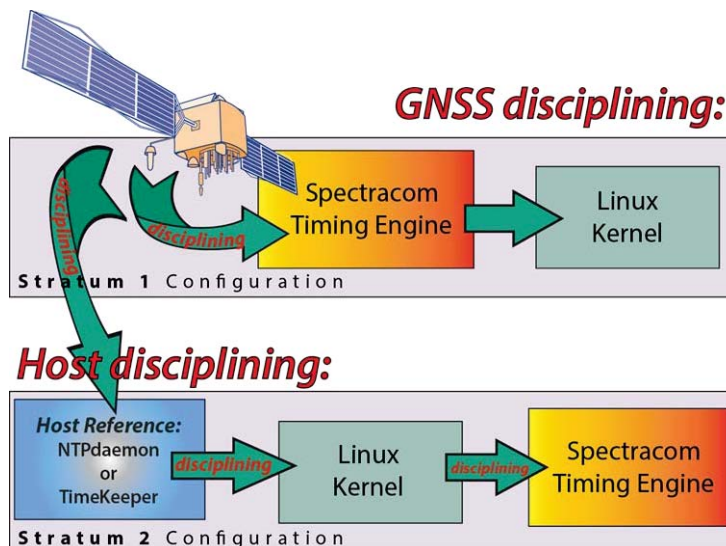 GNSS disciplining:
disciplining
disciplining
Spectracom
Timing Engine
Linux
Kernel
Stratum 1 Configuration
Host disciplining:
Host Reference:
NTPdaemon
or
TimeKeeper
disciplining
Linux
Kernel
disciplining
Spectracom
Timing Engine
Stratum 2 Configuration